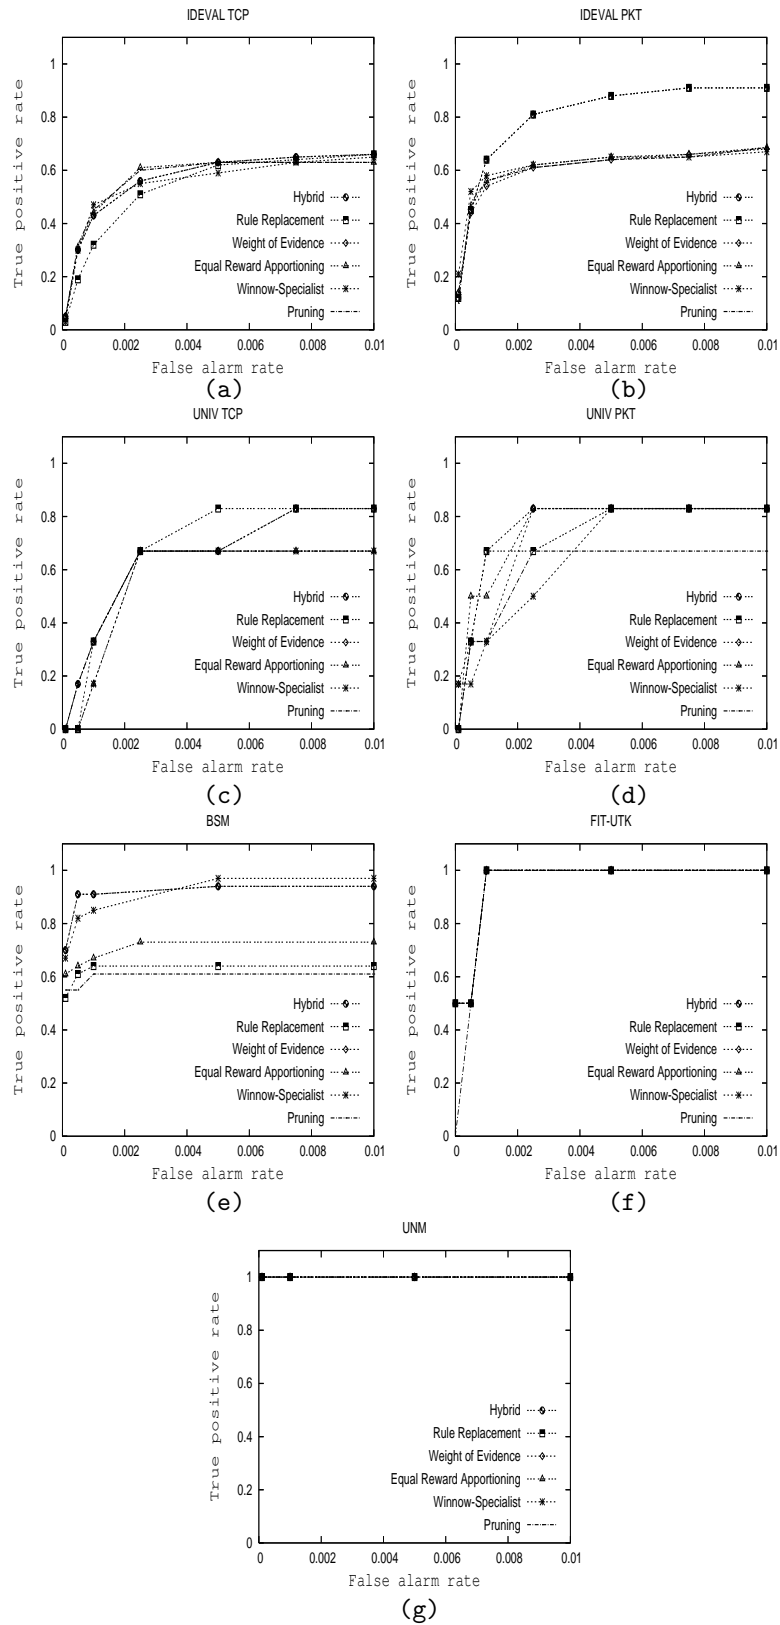 IDEVAL TCP
True positive rate
1
0.8
0.6
0.4
0.2
0
Hybrid
Rule Replacement
Weight of Evidence
Equal Reward Apportioning
Winnow-Specialist
Pruning
0 0.002 0.004 0.006 0.008 0.01
False alarm rate
(a)
IDEVAL PKT
True positive rate
1
0.8
0.6
0.4
0.2
0
Hybrid
Rule Replacement
Weight of Evidence
Equal Reward Apportioning
Winnow-Specialist
Pruning
0 0.002 0.004 0.006 0.008 0.01
False alarm rate
(b)
UNIV TCP
True positive rate
1
0.8
0.6
0.4
0.2
0
Hybrid
Rule Replacement
Weight of Evidence
Equal Reward Apportioning
Winnow-Specialist
Pruning
0 0.002 0.004 0.006 0.008 0.01
False alarm rate
(c)
UNIV PKT
True positive rate
1
0.8
0.6
0.4
0.2
0
Hybrid
Rule Replacement
Weight of Evidence
Equal Reward Apportioning
Winnow-Specialist
Pruning
0 0.002 0.004 0.006 0.008 0.01
False alarm rate
(d)
BSM
True positive rate
1
0.8
0.6
0.4
0.2
0
Hybrid
Rule Replacement
Weight of Evidence
Equal Reward Apportioning
Winnow-Specialist
Pruning
0 0.002 0.004 0.006 0.008 0.01
False alarm rate
(e)
FIT-UTK
True positive rate
1
0.8
0.6
0.4
0.2
0
Hybrid
Rule Replacement
Weight of Evidence
Equal Reward Apportioning
Winnow-Specialist
Pruning
0 0.002 0.004 0.006 0.008 0.01
False alarm rate
(f)
UNM
True positive rate
1
0.8
0.6
0.4
0.2
0
Hybrid
Rule Replacement
Weight of Evidence
Equal Reward Apportioning
Winnow-Specialist
Pruning
0 0.002 0.004 0.006 0.008 0.01
False alarm rate
(g)